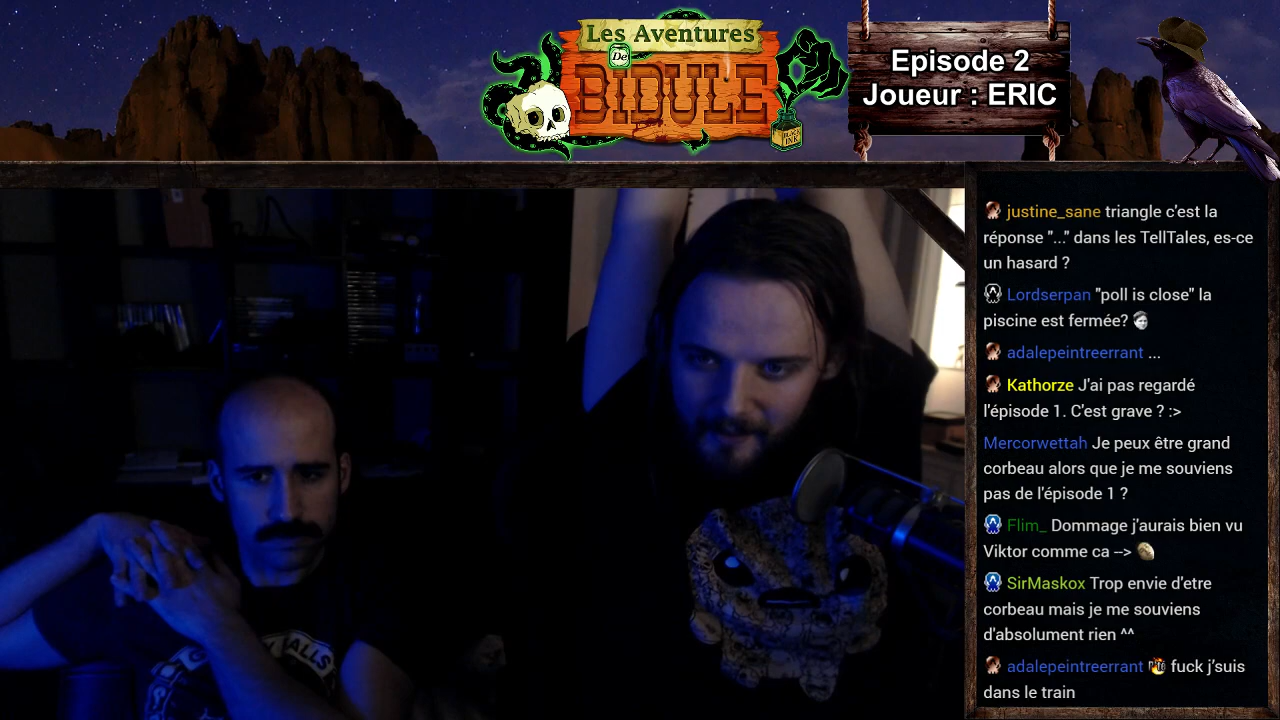 Les Aventures
De
BIDULE
BLACK
INK
Episode 2
Joueur : ERIC
justine_sane triangle c'est la
réponse "..." dans les TellTales, es-ce
un hasard ?
Lordserpan "poll is close" la
piscine est fermée?
adalepeintreerrant ...
Kathorze J'ai pas regardé
l'épisode 1. C'est grave ? :>
Mercorwettah Je peux être grand
corbeau alors que je me souviens
pas de l'épisode 1 ?
Flim_ Dommage j'aurais bien vu
Viktor comme ca -->
SirMaskox Trop envie d'etre
corbeau mais je me souviens
d'absolument rien ^^
adalepeintreerrant fuck j'suis
dans le train